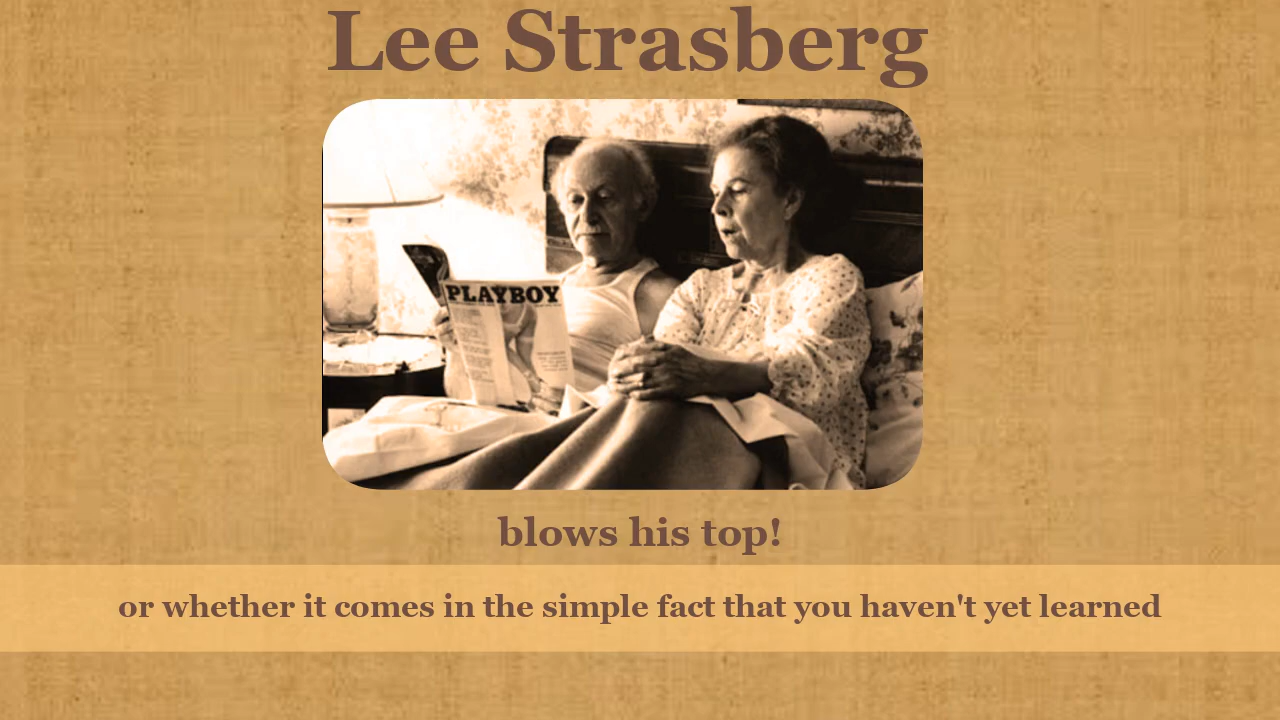 Lee Strasberg
PLAYBOY
blows his top!
or whether it comes in the simple fact that you haven't yet learned